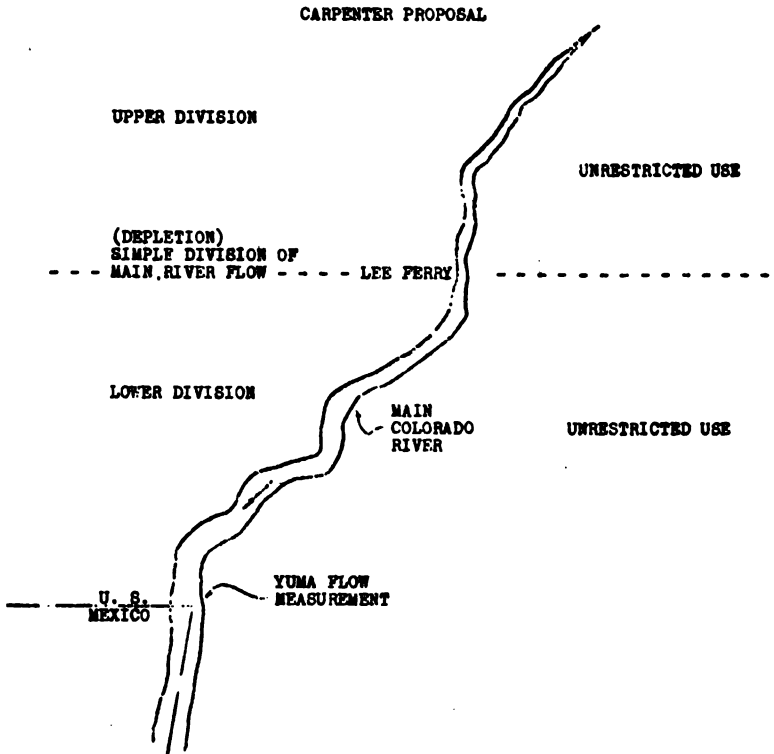 CARPENTER PROPOSAL
UPPER DIVISION
UNRESTRICTED USE
(DEPLETION)
SIMPLE DIVISION OF
MAIN RIVER FLOW
LEE FERRY
LOWER DIVISION
MAIN
COLORADO
RIVER
UNRESTRICTED USE
YUMA FLOW
MEASUREMENT
U. S.
MEXICO